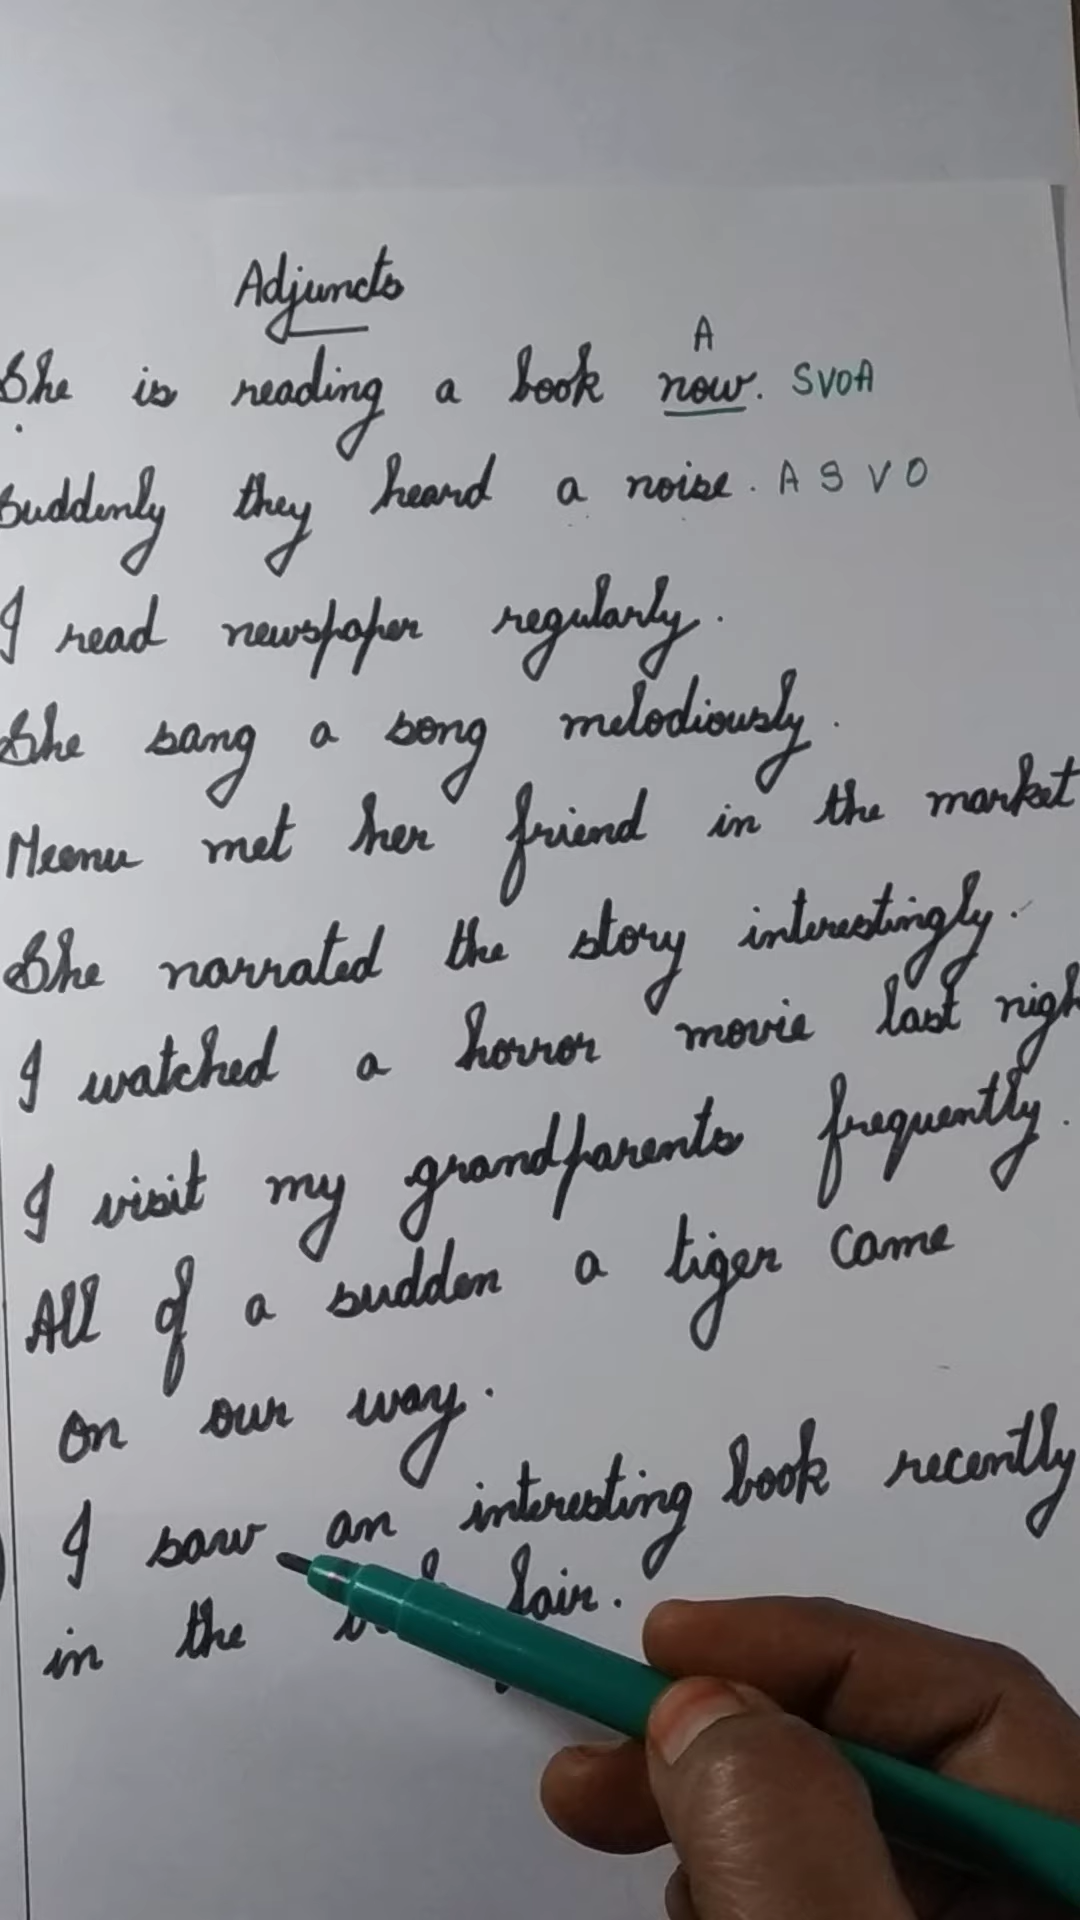 Adjuncts
A
She is reading a book now. SVOA
Suddenly they heard a noise. A S V O
I read newspaper regularly.
She sang a song melodiously.
Meenu met her friend in the market
She narrated the story interestingly.
I watched a horror movie last nigh
I visit my grandparents frequently.
All of a sudden a tiger came
on our way.
I saw an interesting book recently
in the fair.